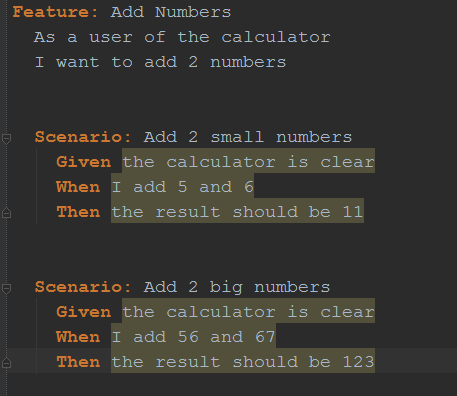 Feature: Add Numbers
As a user of the calculator
I want to add 2 numbers
Scenario: Add 2 small numbers
Given the calculator is clear
When I add 5 and 6
Then the result should be 11
Scenario: Add 2 big numbers
Given the calculator is clear
When I add 56 and 67
Then the result should be 123